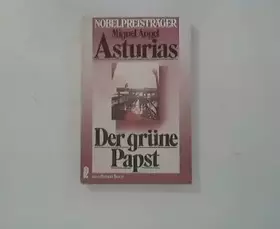 NOBELPREISTRÄGER
Miguel Angel
Asturias
Der grüne
Papst